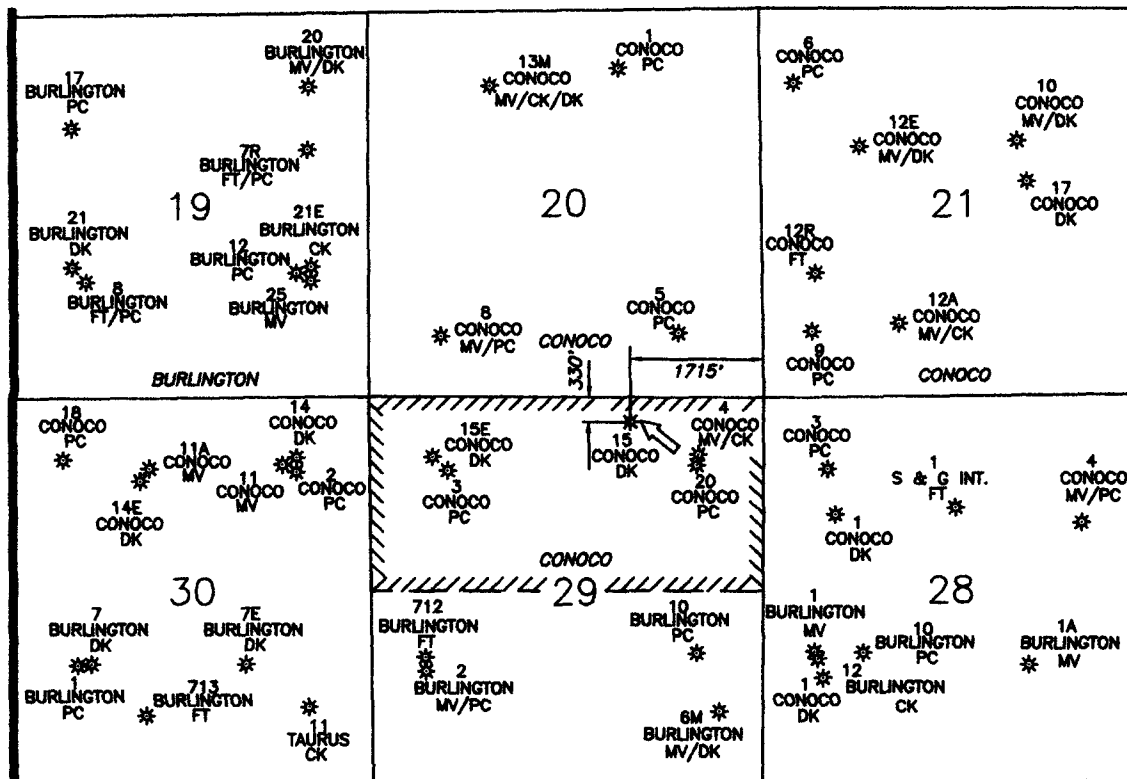 20
BURLINGTON
MV/DK
17
BURLINGTON
PC
7R
BURLINGTON
FT/PC
19
21
BURLINGTON
DK
21E
BURLINGTON
CK
12
BURLINGTON
PC
8
BURLINGTON
FT/PC
25
BURLINGTON
MV
BURLINGTON
1
CONOCO
PC
13M
CONOCO
MV/CK/DK
20
8
CONOCO
MV/PC
5
CONOCO
PC
CONOCO
330'
1715'
6
CONOCO
PC
10
CONOCO
MV/DK
12E
CONOCO
MV/DK
17
CONOCO
DK
21
12R
CONOCO
FT
12A
CONOCO
MV/CK
9
CONOCO
PC
CONOCO
18
CONOCO
PC
14
CONOCO
DK
11A
CONOCO
MV
11
CONOCO
MV
2
CONOCO
PC
14E
CONOCO
DK
30
7
BURLINGTON
DK
7E
BURLINGTON
DK
1
BURLINGTON
PC
713
BURLINGTON
FT
11
TAURUS
CK
15E
CONOCO
DK
3
CONOCO
PC
15
CONOCO
DK
4
CONOCO
MV/CK
20
CONOCO
PC
CONOCO
29
712
BURLINGTON
FT
2
BURLINGTON
MV/PC
10
BURLINGTON
PC
6M
BURLINGTON
MV/DK
3
CONOCO
PC
1
S & G INT.
FT
4
CONOCO
MV/PC
1
CONOCO
DK
28
1
BURLINGTON
MV
10
BURLINGTON
PC
1A
BURLINGTON
MV
12
BURLINGTON
CK
1
CONOCO
DK